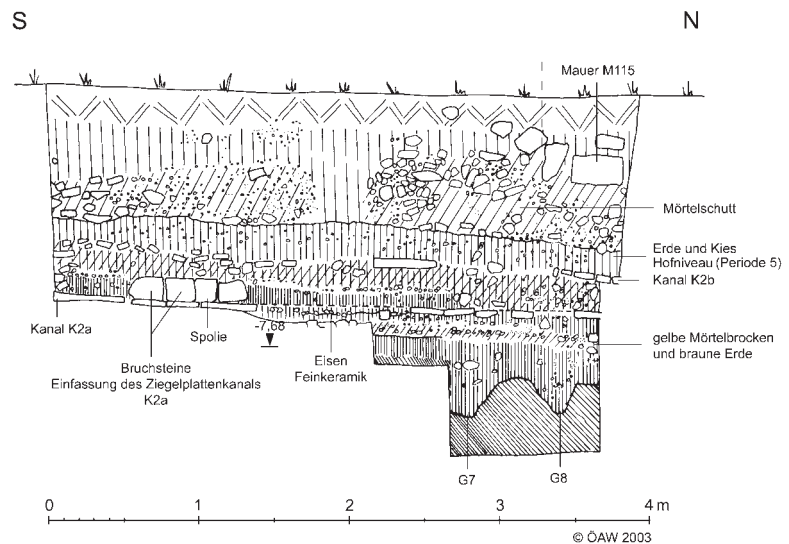 S
N
Mauer M115
Mörtelschutt
Erde und Kies
Hofniveau (Periode 5)
Kanal K2b
Kanal K2a
Spolie
-7,68
Bruchsteine
Einfassung des Ziegelplattenkanals
K2a
Eisen
Feinkeramik
gelbe Mörtelbrocken
und braune Erde
G7
G8
0 1 2 3 4 m
© ÖAW 2003